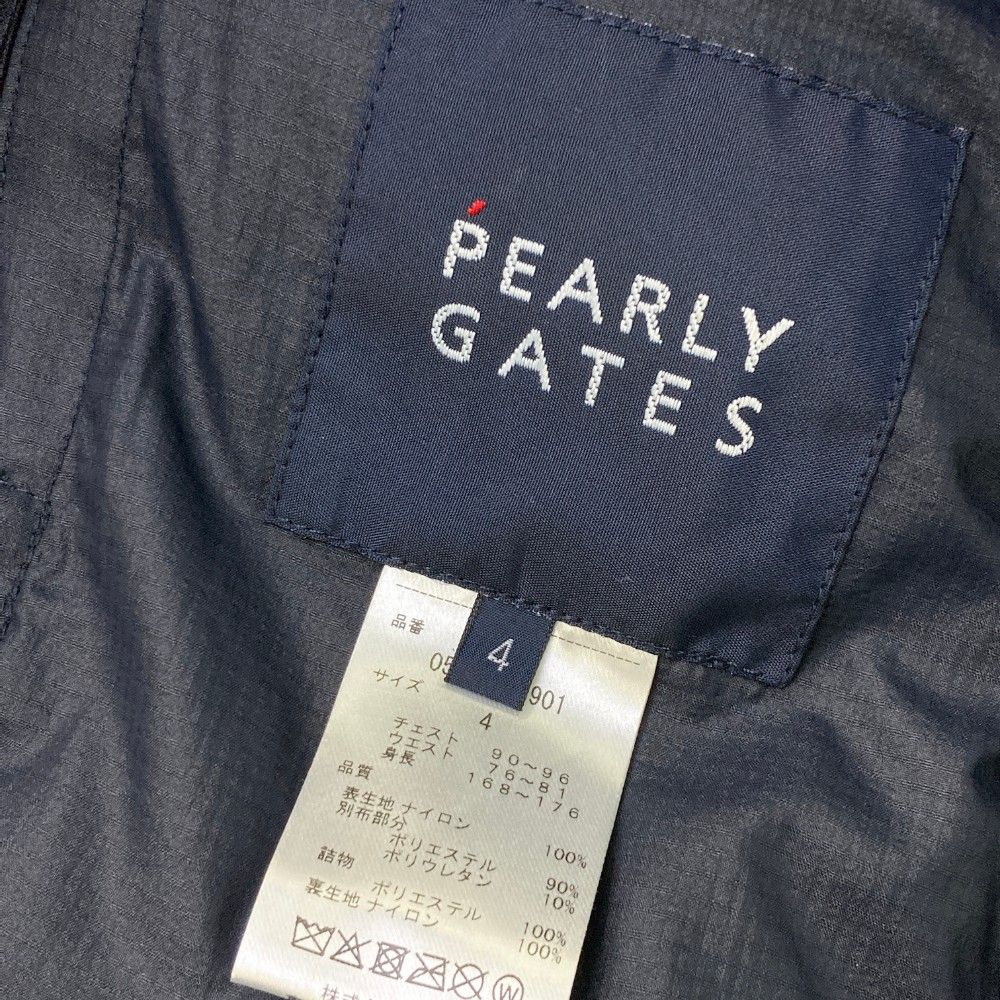 PEARLY
GATES
4
品番
05 901
サイズ
4
チェスト 90～96
ウエスト 76～81
身長 168～176
品質
表生地 ナイロン 100%
別布部分
ポリエステル 90%
ポリウレタン 10%
詰物
ポリエステル 100%
裏生地 ナイロン 100%
W
株式